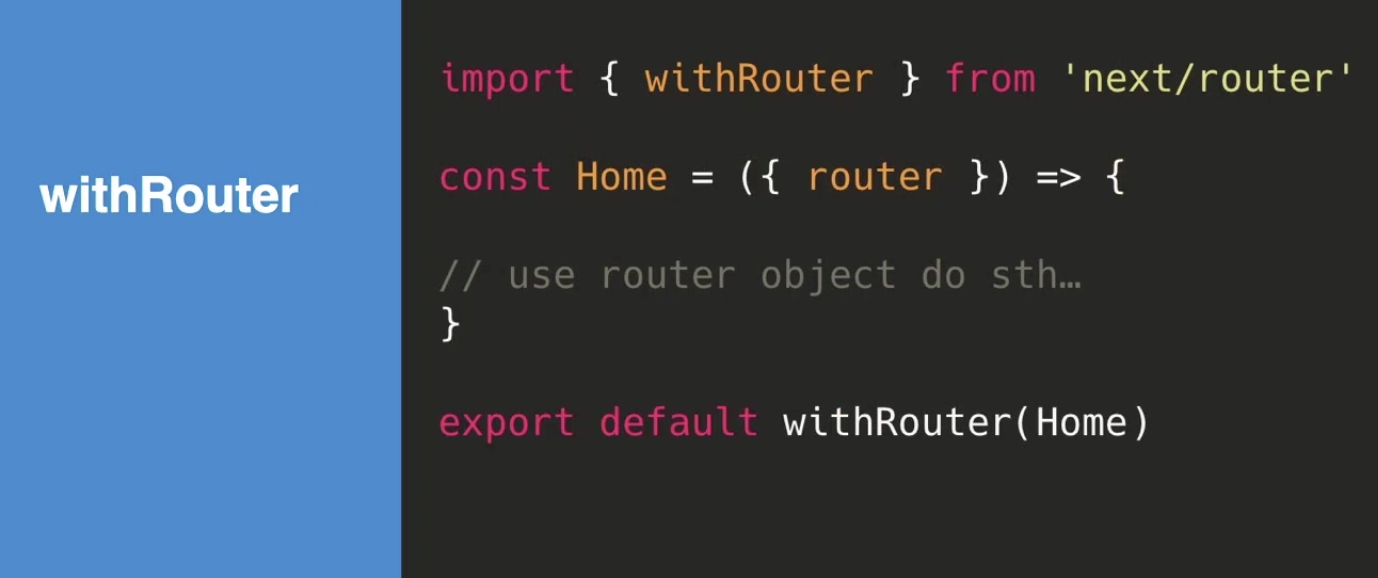 withRouter
import { withRouter } from 'next/router'
const Home = ({ router }) => {
// use router object do sth…
}
export default withRouter(Home)